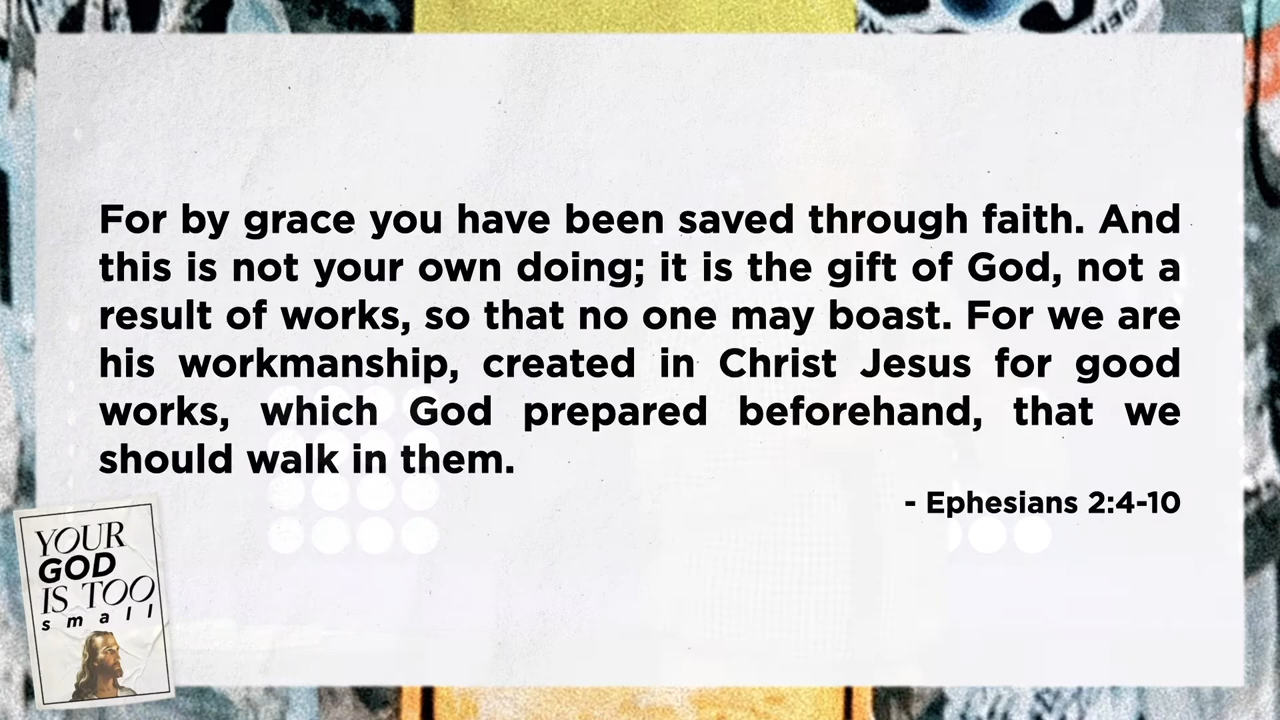 For by grace you have been saved through faith. And
this is not your own doing; it is the gift of God, not a
result of works, so that no one may boast. For we are
his workmanship, created in Christ Jesus for good
works, which God prepared beforehand, that we
should walk in them.
- Ephesians 2:4-10
YOUR
GOD
IS TOO
small